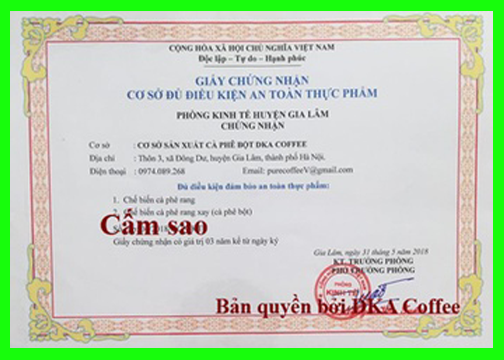 CỘNG HÒA XÃ HỘI CHỦ NGHĨA VIỆT NAM
Độc lập – Tự do – Hạnh phúc
GIẤY CHỨNG NHẬN
CƠ SỞ ĐỦ ĐIỀU KIỆN AN TOÀN THỰC PHẨM
PHÒNG KINH TẾ HUYỆN GIA LÂM
CHỨNG NHẬN
Cơ sở : CƠ SỞ SẢN XUẤT CÀ PHÊ BỘT DKA COFFEE
Địa chỉ : Thôn 3, xã Đông Dư, huyện Gia Lâm, thành phố Hà Nội.
Điện thoại : 0974.089.268 Email: purecoffeeV@gmail.com
Đủ điều kiện đảm bảo an toàn thực phẩm:
1. Chế biến cà phê rang
2. Chế biến cà phê rang xay (cà phê bột)
Cấm sao
Giấy chứng nhận có giá trị 03 năm kể từ ngày ký
Gia Lâm, ngày 31 tháng 5 năm 2018
KT. TRƯỞNG PHÒNG
PHÓ TRƯỞNG PHÒNG
PHÒNG
KINH TẾ
Bản quyền bởi DKA Coffee